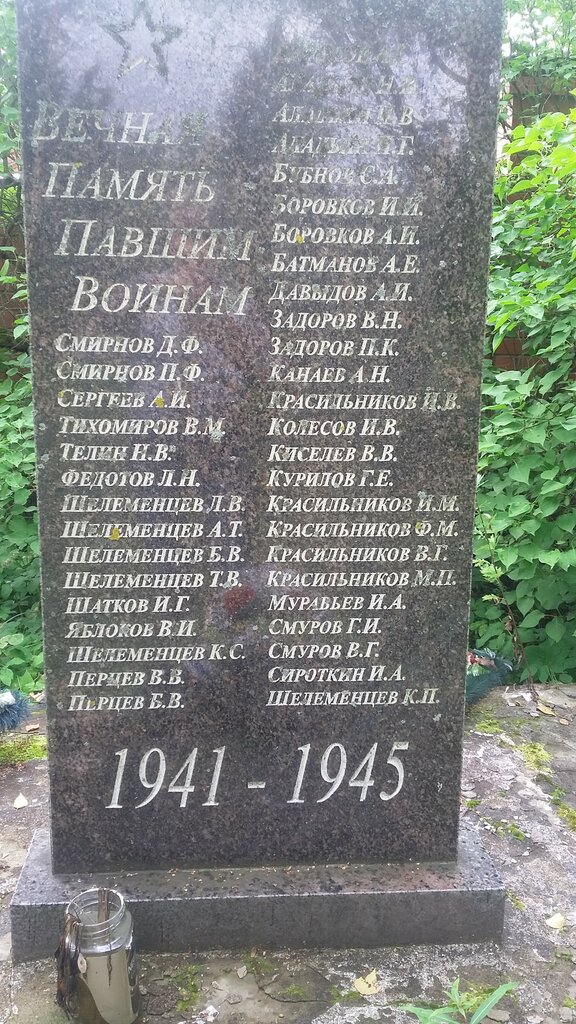 Вечная
Память
Павшим
Воинам
Смирнов Д.Ф.
Смирнов П.Ф.
Сергеев А.И.
Тихомиров В.М.
Телин Н.В.
Федотов Л.Н.
Шелеменцев Л.В.
Шелеменцев А.Т.
Шелеменцев Б.В.
Шелеменцев Т.В.
Шатков И.Г.
Яблоков В.И.
Шелеменцев К.С.
Перцев В.В.
Перцев Б.В.
Бубнов С.А.
Боровков И.И.
Боровков А.И.
Батманов А.Е.
Давыдов А.И.
Задоров В.Н.
Задоров П.К.
Канаев А.Н.
Красильников И.В.
Колесов И.В.
Киселев В.В.
Курилов Г.Е.
Красильников И.М.
Красильников Ф.М.
Красильников В.Г.
Красильников М.П.
Муравьев И.А.
Смуров Г.И.
Смуров В.Г.
Сироткин И.А.
Шелеменцев К.П.
1941 - 1945